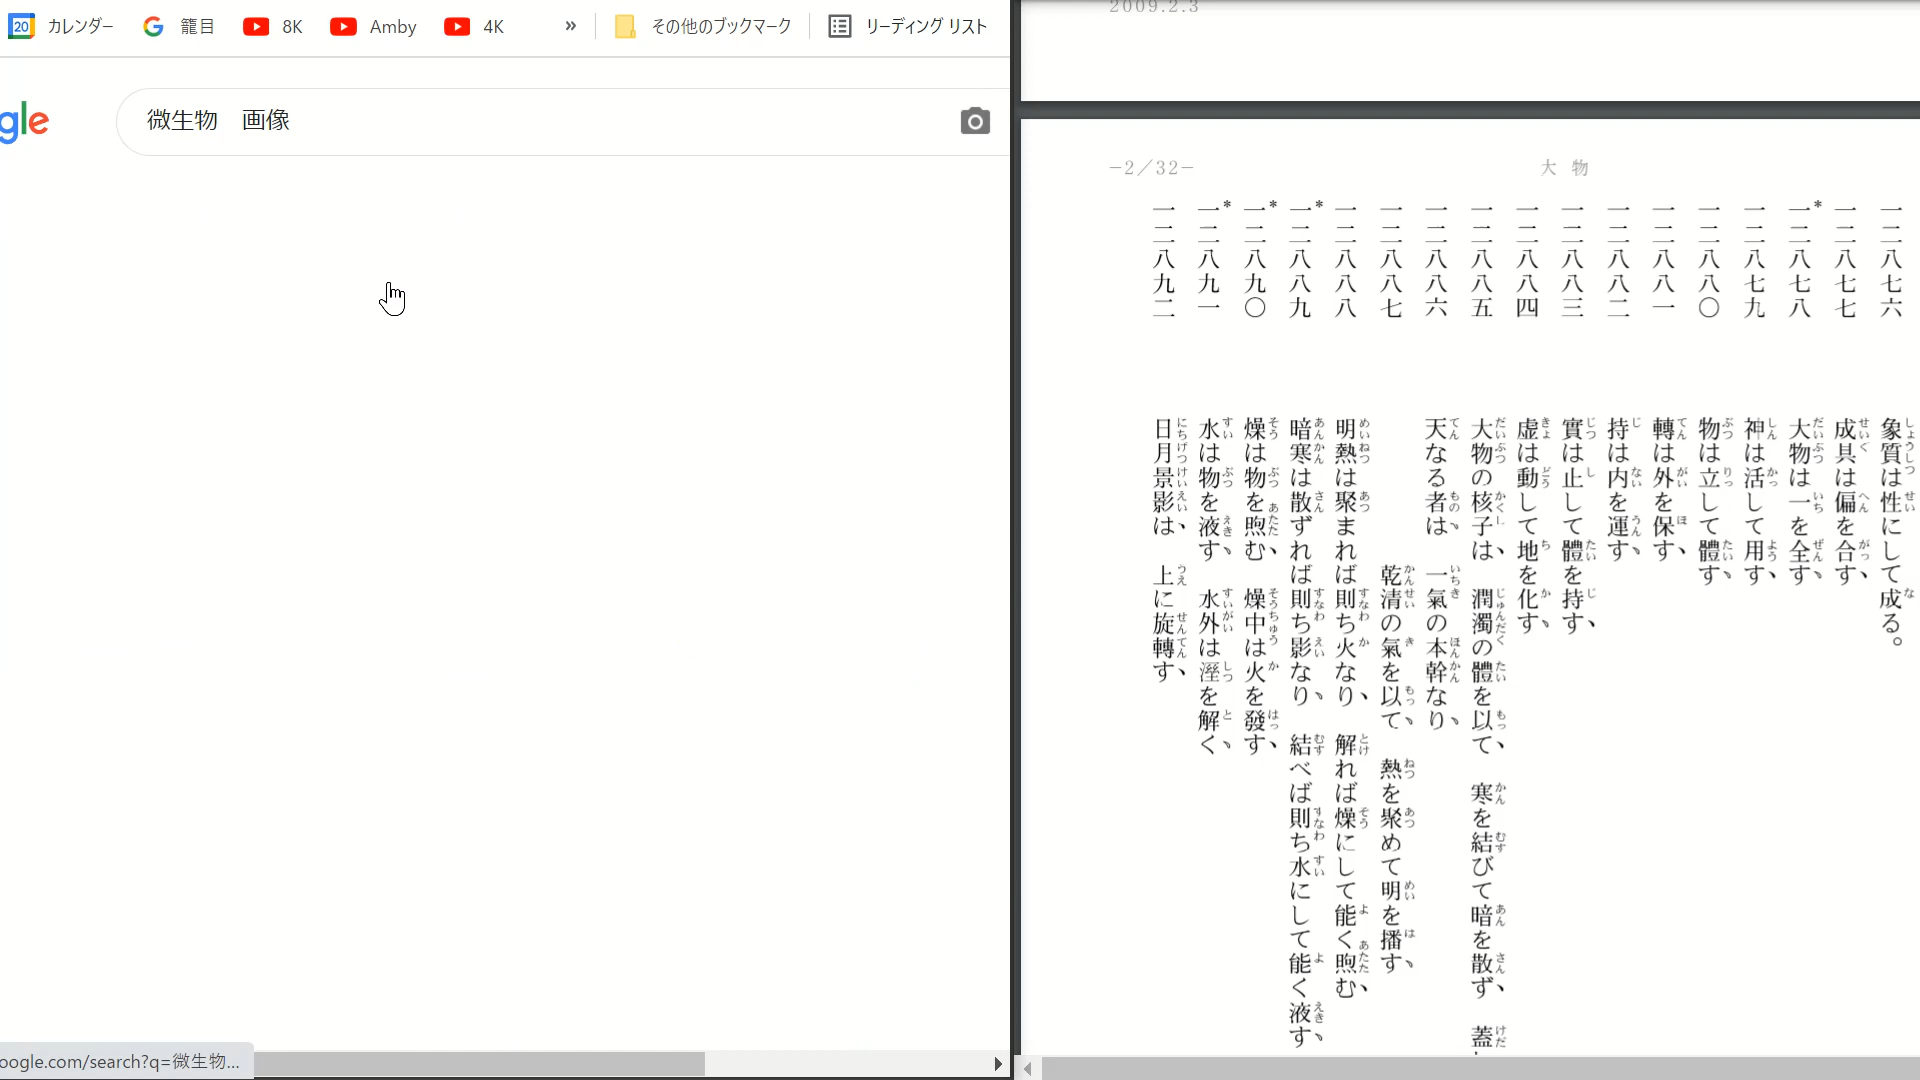 20 カレンダー 籠目 8K Amby 4K » その他のブックマーク リーディング リスト
gle
微生物 画像
oogle.com/search?q=微生物...
2009.2.3
−2／32−
大物
一二八七六 象質は性にして成る。
一二八七七 成具は偏を合す、
*一二八七八 大物は一を全す、
一二八七九 神は活して用す、
一二八八〇 物は立して體す、
一二八八一 轉は外を保す、
一二八八二 持は内を運す、
一二八八三 實は止して體を持す、
一二八八四 虚は動して地を化す、
一二八八五 大物の核子は、 潤濁の體を以て、 寒を結びて暗を散ず、 蓋
一二八八六 天なる者は、 一氣の本幹なり、
一二八八七 乾清の氣を以て、 熱を聚めて明を播す、
一二八八八 明熱は聚まれば則ち火なり、 解れば燥にして能く煦む、
*一二八八九 暗寒は散ずれば則ち影なり、 結べば則ち水にして能く液す、
*一二八九〇 燥は物を煦む、 燥中は火を發す、
*一二八九一 水は物を液す、 水外は溼を解く、
一二八九二 日月景影は、 上に旋轉す、